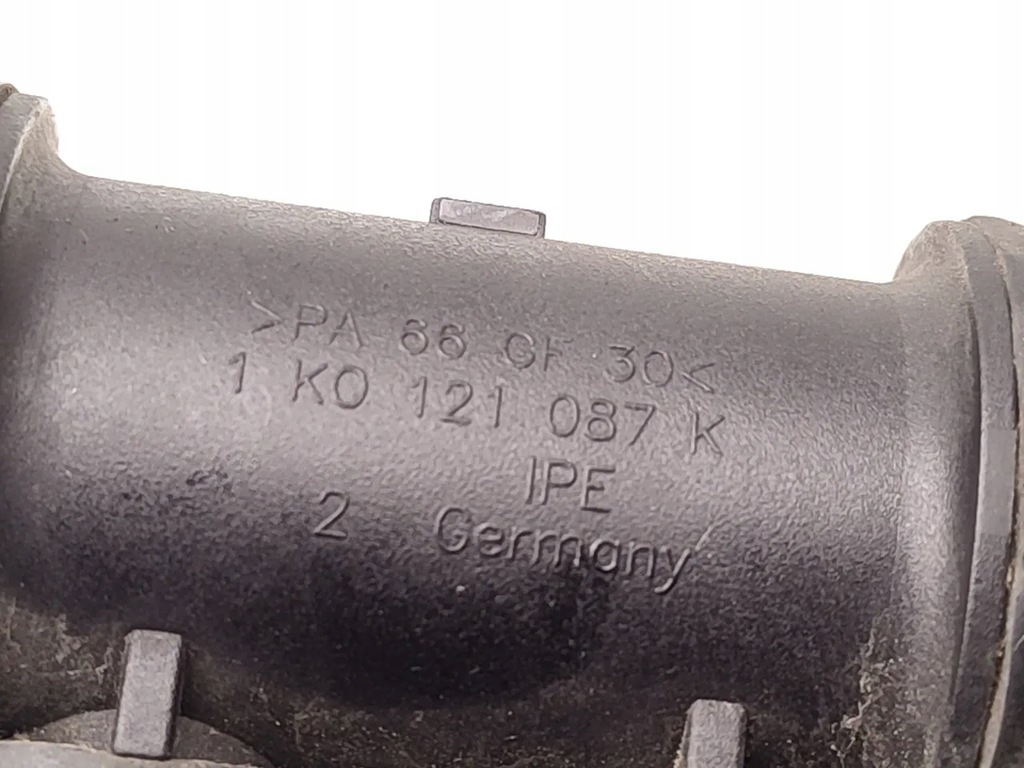 >PA 66 GF 30<
1 K0 121 087 K
IPE
2 Germany